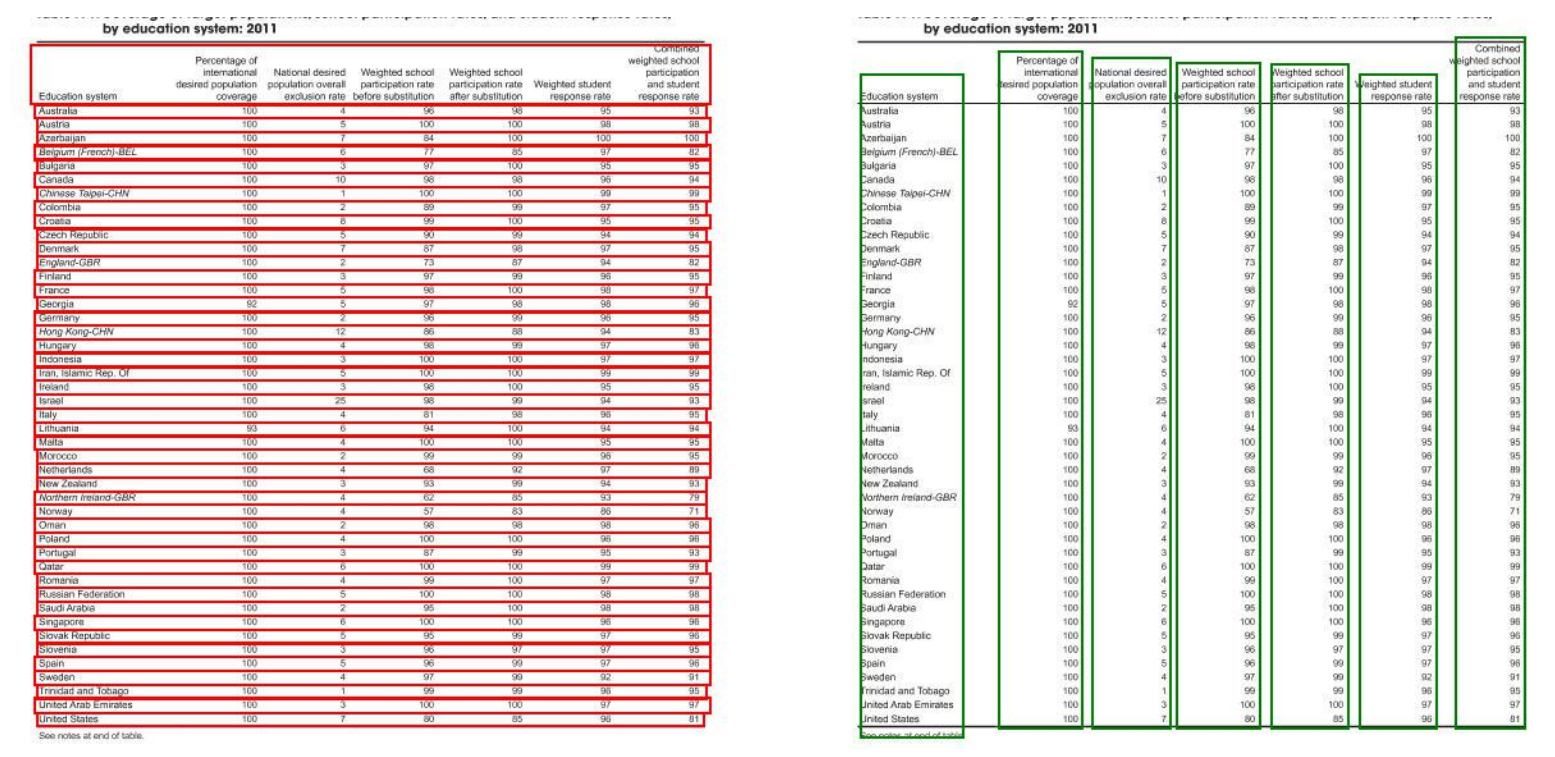 by education system: 2011
Combined
Percentage of weighted school
international National desired Weighted school Weighted school participation
desired population population overall participation rate participation rate Weighted student and student
Education system coverage exclusion rate before substitution after substitution response rate response rate
Australia 100 4 96 98 95 93
Austria 100 5 100 100 98 98
Azerbaijan 100 7 84 100 100 100
Belgium (French)-BEL 100 6 77 85 97 82
Bulgaria 100 3 97 100 95 95
Canada 100 10 98 98 96 94
Chinese Taipei-CHN 100 1 100 100 99 99
Colombia 100 2 89 99 97 95
Croatia 100 8 99 100 95 95
Czech Republic 100 5 90 99 94 94
Denmark 100 7 87 98 97 95
England-GBR 100 2 73 87 94 82
Finland 100 3 97 99 96 95
France 100 5 98 100 98 97
Georgia 92 5 97 98 98 96
Germany 100 2 96 99 96 95
Hong Kong-CHN 100 12 86 88 94 83
Hungary 100 4 98 99 97 96
Indonesia 100 3 100 100 97 97
Iran, Islamic Rep. Of 100 5 100 100 99 99
Ireland 100 3 98 100 95 95
Israel 100 25 98 99 94 93
Italy 100 4 81 98 96 95
Lithuania 93 6 94 100 94 94
Malta 100 4 100 100 95 95
Morocco 100 2 99 99 96 95
Netherlands 100 4 68 92 97 89
New Zealand 100 3 93 99 94 93
Northern Ireland-GBR 100 4 62 85 93 79
Norway 100 4 57 83 86 71
Oman 100 2 98 98 98 96
Poland 100 4 100 100 96 96
Portugal 100 3 87 99 95 93
Qatar 100 6 100 100 99 99
Romania 100 4 99 100 97 97
Russian Federation 100 5 100 100 98 98
Saudi Arabia 100 2 95 100 98 98
Singapore 100 6 100 100 96 96
Slovak Republic 100 5 95 99 97 96
Slovenia 100 3 96 97 97 95
Spain 100 5 96 99 97 96
Sweden 100 4 97 99 92 91
Trinidad and Tobago 100 1 99 99 96 95
United Arab Emirates 100 3 100 100 97 97
United States 100 7 80 85 96 81
See notes at end of table.
by education system: 2011
Combined
Percentage of weighted school
international National desired Weighted school Weighted school participation
desired population population overall participation rate participation rate Weighted student and student
Education system coverage exclusion rate before substitution after substitution response rate response rate
Australia 100 4 96 98 95 93
Austria 100 5 100 100 98 98
Azerbaijan 100 7 84 100 100 100
Belgium (French)-BEL 100 6 77 85 97 82
Bulgaria 100 3 97 100 95 95
Canada 100 10 98 98 96 94
Chinese Taipei-CHN 100 1 100 100 99 99
Colombia 100 2 89 99 97 95
Croatia 100 8 99 100 95 95
Czech Republic 100 5 90 99 94 94
Denmark 100 7 87 98 97 95
England-GBR 100 2 73 87 94 82
Finland 100 3 97 99 96 95
France 100 5 98 100 98 97
Georgia 92 5 97 98 98 96
Germany 100 2 96 99 96 95
Hong Kong-CHN 100 12 86 88 94 83
Hungary 100 4 98 99 97 96
Indonesia 100 3 100 100 97 97
Iran, Islamic Rep. Of 100 5 100 100 99 99
Ireland 100 3 98 100 95 95
Israel 100 25 98 99 94 93
Italy 100 4 81 98 96 95
Lithuania 93 6 94 100 94 94
Malta 100 4 100 100 95 95
Morocco 100 2 99 99 96 95
Netherlands 100 4 68 92 97 89
New Zealand 100 3 93 99 94 93
Northern Ireland-GBR 100 4 62 85 93 79
Norway 100 4 57 83 86 71
Oman 100 2 98 98 98 96
Poland 100 4 100 100 96 96
Portugal 100 3 87 99 95 93
Qatar 100 6 100 100 99 99
Romania 100 4 99 100 97 97
Russian Federation 100 5 100 100 98 98
Saudi Arabia 100 2 95 100 98 98
Singapore 100 6 100 100 96 96
Slovak Republic 100 5 95 99 97 96
Slovenia 100 3 96 97 97 95
Spain 100 5 96 99 97 96
Sweden 100 4 97 99 92 91
Trinidad and Tobago 100 1 99 99 96 95
United Arab Emirates 100 3 100 100 97 97
United States 100 7 80 85 96 81
See notes at end of table